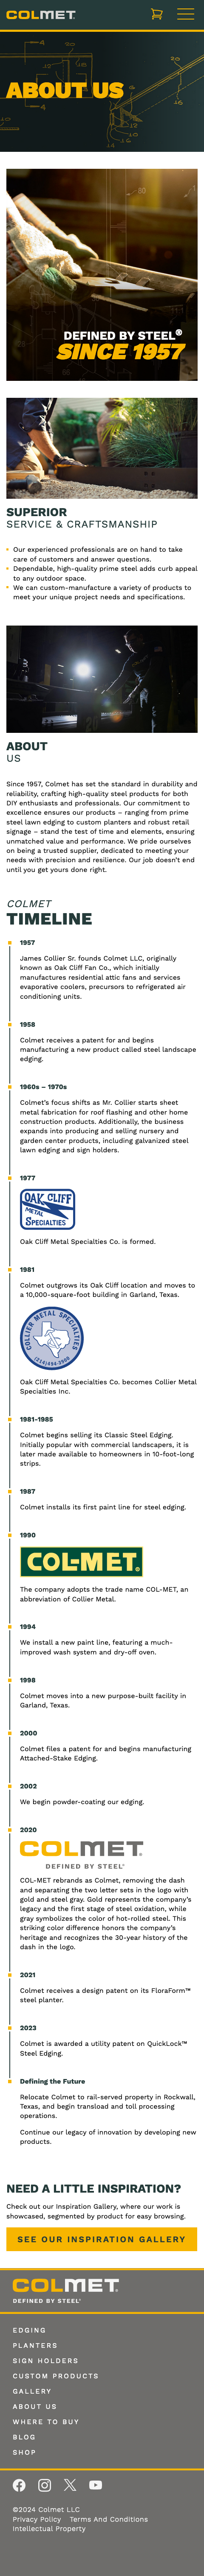 COLMET
ABOUT US
DEFINED BY STEEL®
SINCE 1957
SUPERIOR
SERVICE & CRAFTSMANSHIP
Our experienced professionals are on hand to take
care of customers and answer questions.
Dependable, high-quality prime steel adds curb appeal
to any outdoor space.
We can custom-manufacture a variety of products to
meet your unique project needs and specifications.
ABOUT
US
Since 1957, Colmet has set the standard in durability and
reliability, crafting high-quality steel products for both
DIY enthusiasts and professionals. Our commitment to
excellence ensures our products – ranging from prime
steel lawn edging to custom planters and robust retail
signage – stand the test of time and elements, ensuring
unmatched value and performance. We pride ourselves
on being a trusted supplier, dedicated to meeting your
needs with precision and resilience. Our job doesn't end
until you get yours done right.
COLMET
TIMELINE
1957
James Collier Sr. founds Colmet LLC, originally
known as Oak Cliff Fan Co., which initially
manufactures residential attic fans and services
evaporative coolers, precursors to refrigerated air
conditioning units.
1958
Colmet receives a patent for and begins
manufacturing a new product called steel landscape
edging.
1960s – 1970s
Colmet's focus shifts as Mr. Collier starts sheet
metal fabrication for roof flashing and other home
construction products. Additionally, the business
expands into producing and selling nursery and
garden center products, including galvanized steel
lawn edging and sign holders.
1977
OAK CLIFF
METAL
SPECIALTIES
Oak Cliff Metal Specialties Co. is formed.
1981
Colmet outgrows its Oak Cliff location and moves to
a 10,000-square-foot building in Garland, Texas.
COLLIER METAL SPECIALTIES
(214)494-3900
Oak Cliff Metal Specialties Co. becomes Collier Metal
Specialties Inc.
1981-1985
Colmet begins selling its Classic Steel Edging.
Initially popular with commercial landscapers, it is
later made available to homeowners in 10-foot-long
strips.
1987
Colmet installs its first paint line for steel edging.
1990
COL-MET®
The company adopts the trade name COL-MET, an
abbreviation of Collier Metal.
1994
We install a new paint line, featuring a much-
improved wash system and dry-off oven.
1998
Colmet moves into a new purpose-built facility in
Garland, Texas.
2000
Colmet files a patent for and begins manufacturing
Attached-Stake Edging.
2002
We begin powder-coating our edging.
2020
COLMET®
DEFINED BY STEEL®
COL-MET rebrands as Colmet, removing the dash
and separating the two letter sets in the logo with
gold and steel gray. Gold represents the company's
legacy and the first stage of steel oxidation, while
gray symbolizes the color of hot-rolled steel. This
striking color difference honors the company's
heritage and recognizes the 30-year history of the
dash in the logo.
2021
Colmet receives a design patent on its FloraForm™
steel planter.
2023
Colmet is awarded a utility patent on QuickLock™
Steel Edging.
Defining the Future
Relocate Colmet to rail-served property in Rockwall,
Texas, and begin transload and toll processing
operations.
Continue our legacy of innovation by developing new
products.
NEED A LITTLE INSPIRATION?
Check out our Inspiration Gallery, where our work is
showcased, segmented by product for easy browsing.
SEE OUR INSPIRATION GALLERY
COLMET®
DEFINED BY STEEL®
EDGING
PLANTERS
SIGN HOLDERS
CUSTOM PRODUCTS
GALLERY
ABOUT US
WHERE TO BUY
BLOG
SHOP
©2024 Colmet LLC
Privacy Policy Terms And Conditions
Intellectual Property